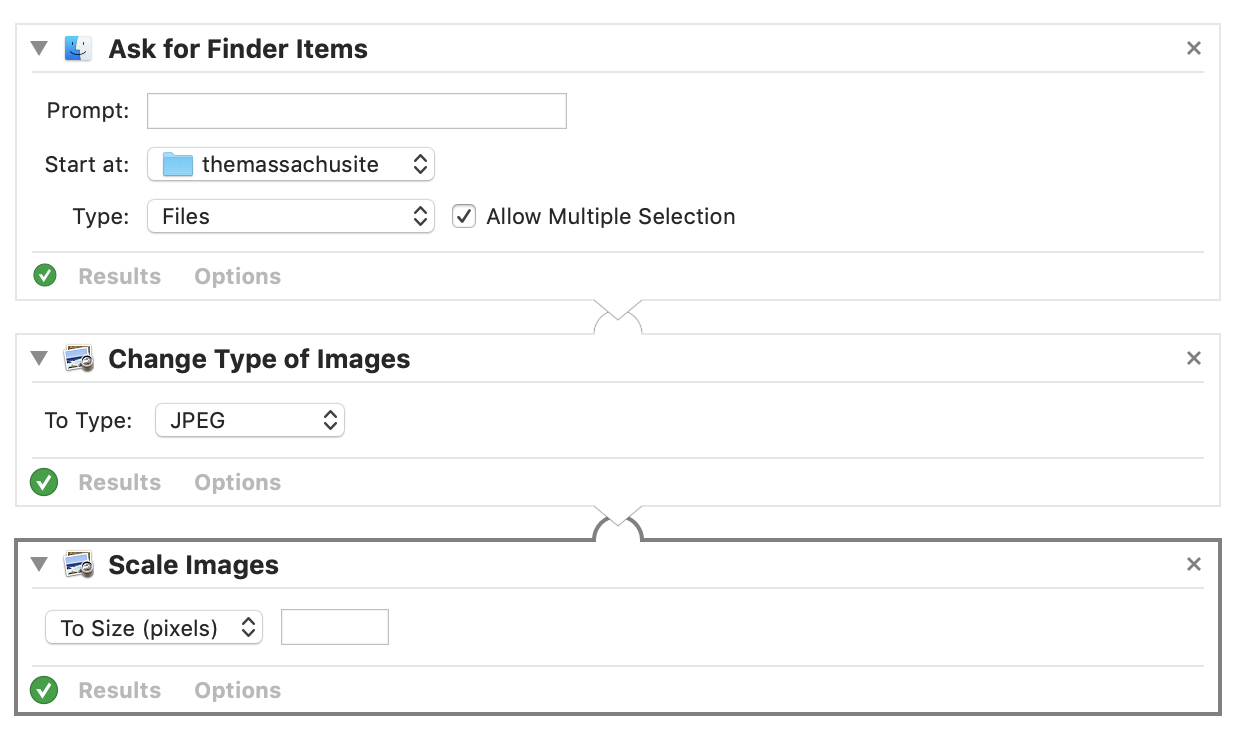 Ask for Finder Items
Prompt:
Start at: themassachusite
Type: Files Allow Multiple Selection
Results Options
Change Type of Images
To Type: JPEG
Results Options
Scale Images
To Size (pixels)
Results Options